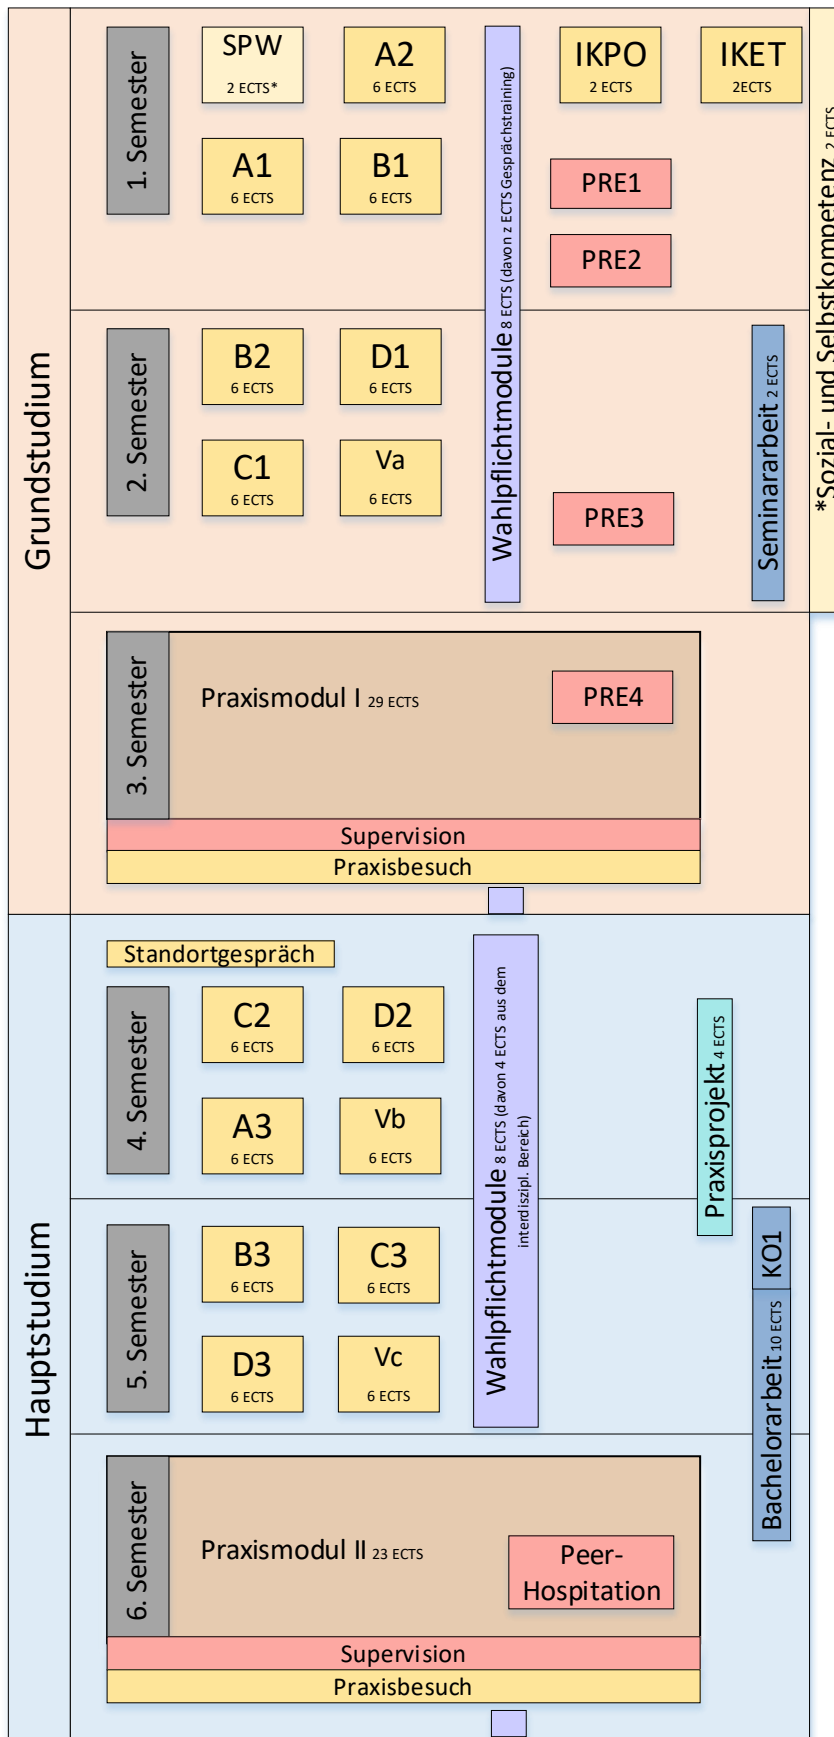 Grundstudium
1. Semester
SPW
2 ECTS*
A2
6 ECTS
IKPO
2 ECTS
IKET
2ECTS
A1
6 ECTS
B1
6 ECTS
PRE1
PRE2
Wahlpflichtmodule 8 ECTS (davon z ECTS Gesprächstraining)
*Sozial- und Selbstkompetenz 2 ECTS
2. Semester
B2
6 ECTS
D1
6 ECTS
C1
6 ECTS
Va
6 ECTS
PRE3
Seminararbeit 2 ECTS
3. Semester
Praxismodul I 29 ECTS
PRE4
Supervision
Praxisbesuch
Hauptstudium
Standortgespräch
4. Semester
C2
6 ECTS
D2
6 ECTS
A3
6 ECTS
Vb
6 ECTS
Wahlpflichtmodule 8 ECTS (davon 4 ECTS aus dem
interdiszipl. Bereich)
Praxisprojekt 4 ECTS
5. Semester
B3
6 ECTS
C3
6 ECTS
D3
6 ECTS
Vc
6 ECTS
KO1
Bachelorarbeit 10 ECTS
6. Semester
Praxismodul II 23 ECTS
Peer-
Hospitation
Supervision
Praxisbesuch